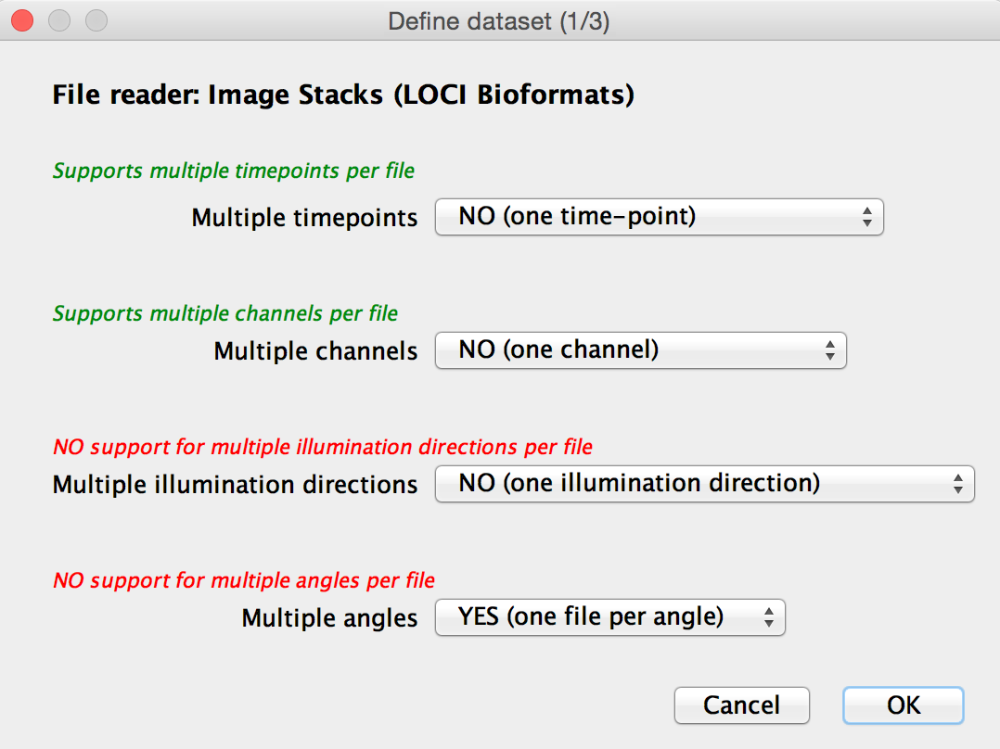 Define dataset (1/3)
File reader: Image Stacks (LOCI Bioformats)
Supports multiple timepoints per file
Multiple timepoints NO (one time-point)
Supports multiple channels per file
Multiple channels NO (one channel)
NO support for multiple illumination directions per file
Multiple illumination directions NO (one illumination direction)
NO support for multiple angles per file
Multiple angles YES (one file per angle)
Cancel OK